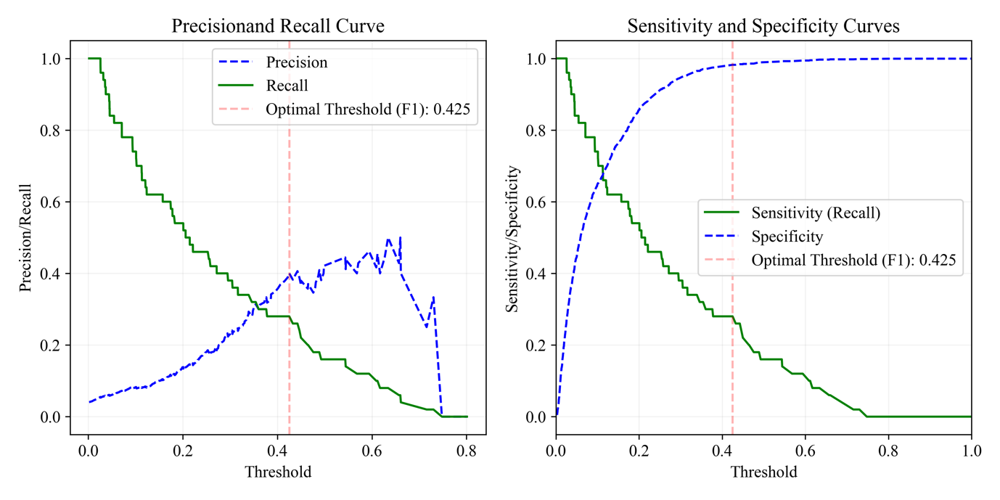 Precisionand Recall Curve
Precision/Recall
1.0
0.8
0.6
0.4
0.2
0.0
Precision
Recall
Optimal Threshold (F1): 0.425
0.0 0.2 0.4 0.6 0.8
Threshold
Sensitivity and Specificity Curves
Sensitivity/Specificity
1.0
0.8
0.6
0.4
0.2
0.0
Sensitivity (Recall)
Specificity
Optimal Threshold (F1): 0.425
0.0 0.2 0.4 0.6 0.8 1.0
Threshold